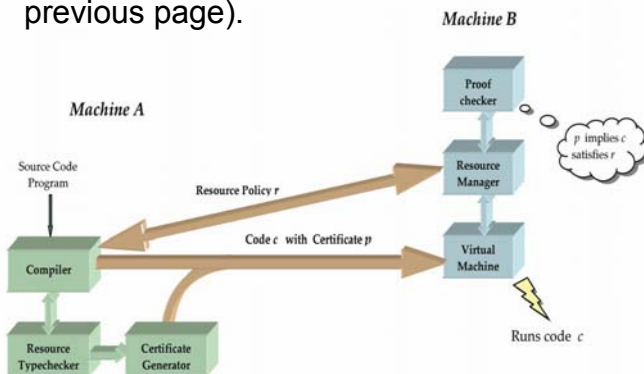 previous page).
Machine B
Machine A
Proof
checker
p implies c
satisfies r
Source Code
Program
Resource
Manager
Resource Policy r
Code c with Certificate p
Compiler
Virtual
Machine
Runs code c
Resource
Typechecker
Certificate
Generator